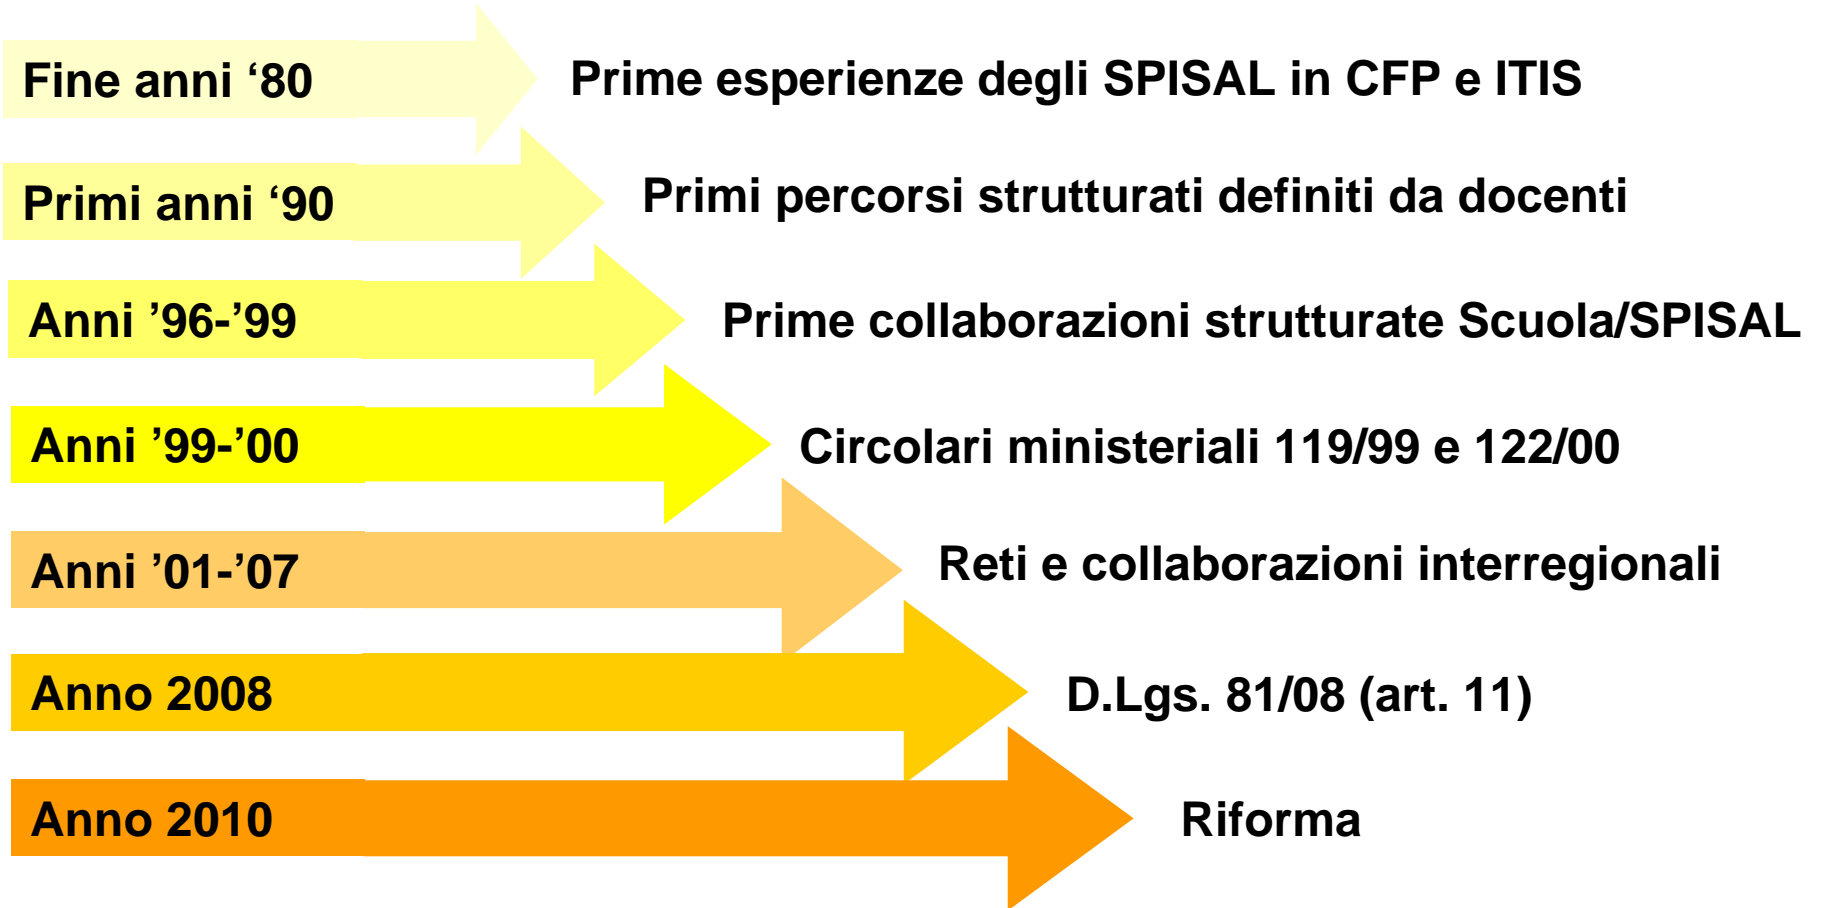 Fine anni ‘80
Prime esperienze degli SPISAL in CFP e ITIS
Primi anni ‘90
Primi percorsi strutturati definiti da docenti
Anni ’96-’99
Prime collaborazioni strutturate Scuola/SPISAL
Anni ’99-’00
Circolari ministeriali 119/99 e 122/00
Anni ’01-’07
Reti e collaborazioni interregionali
Anno 2008
D.Lgs. 81/08 (art. 11)
Anno 2010
Riforma